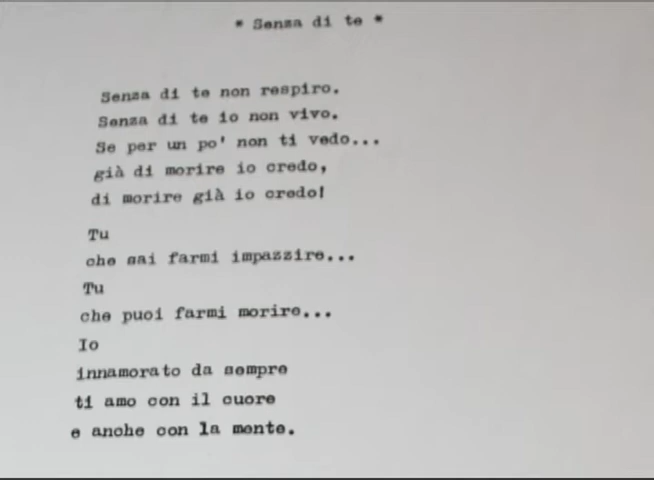 * Senza di te *
Senza di te non respiro.
Senza di te io non vivo.
Se per un po' non ti vedo...
già di morire io credo,
di morire già io credo!
Tu
che sai farmi impazzire...
Tu
che puoi farmi morire...
Io
innamorato da sempre
ti amo con il cuore
e anche con la mente.